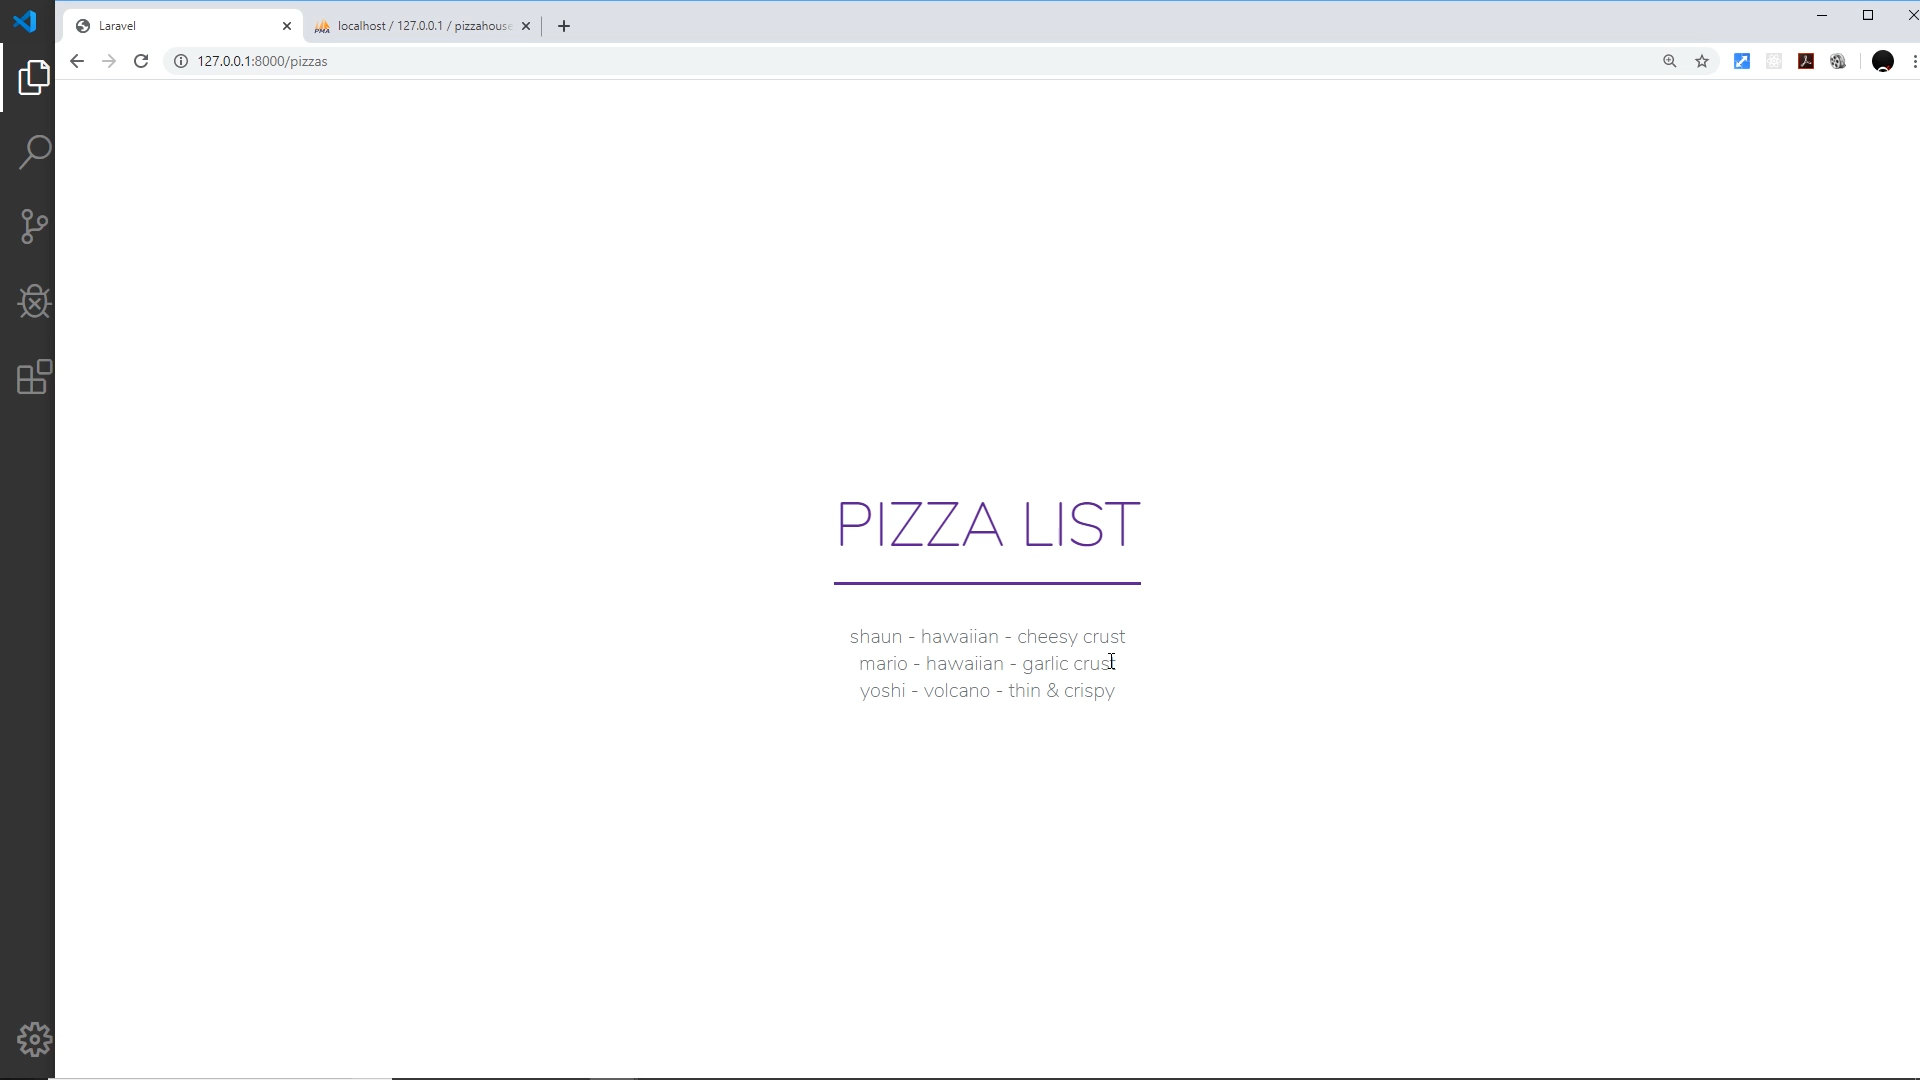 Laravel
localhost / 127.0.0.1 / pizzahouse
127.0.0.1:8000/pizzas
PIZZA LIST
shaun - hawaiian - cheesy crust
mario - hawaiian - garlic crust
yoshi - volcano - thin & crispy